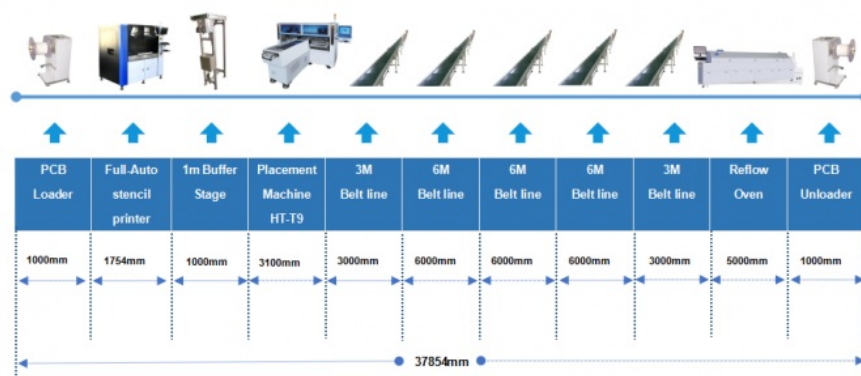 PCB
Loader
Full-Auto
stencil
printer
1m Buffer
Stage
Placement
Machine
HT-T9
3M
Belt line
6M
Belt line
6M
Belt line
6M
Belt line
3M
Belt line
Reflow
Oven
PCB
Unloader
1000mm
1754mm
1000mm
3100mm
3000mm
6000mm
6000mm
6000mm
3000mm
5000mm
1000mm
37854mm